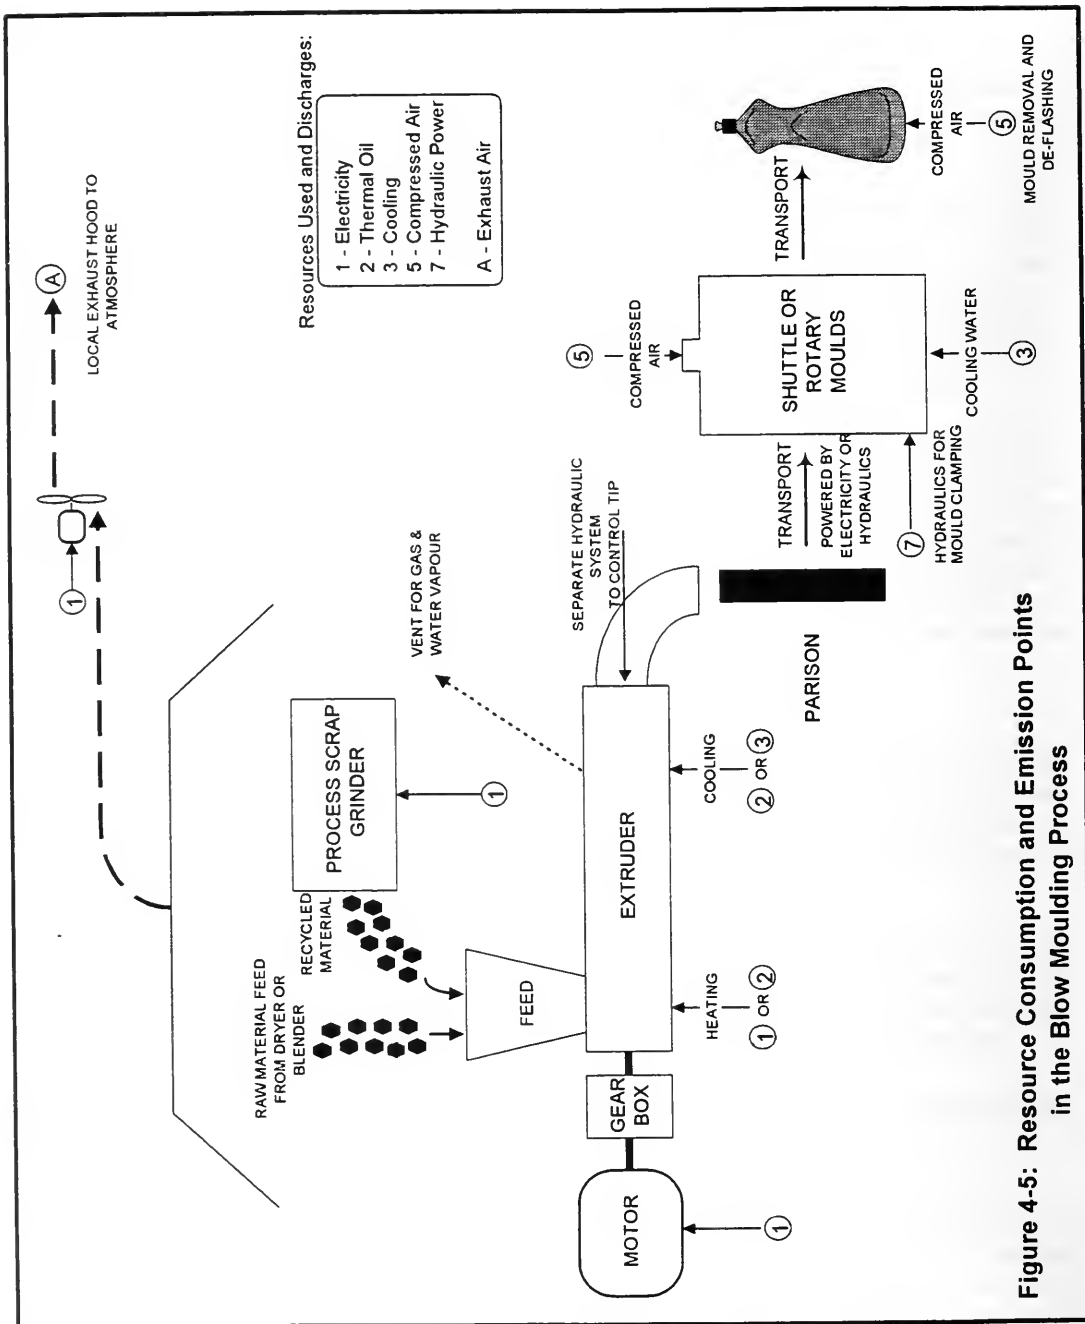 LOCAL EXHAUST HOOD TO
ATMOSPHERE
A
1
Resources Used and Discharges:
1 - Electricity
2 - Thermal Oil
3 - Cooling
5 - Compressed Air
7 - Hydraulic Power
A - Exhaust Air
RAW MATERIAL FEED
FROM DRYER OR
BLENDER
RECYCLED
MATERIAL
PROCESS SCRAP
GRINDER
1
VENT FOR GAS &
WATER VAPOUR
FEED
SEPARATE HYDRAULIC
SYSTEM
TO CONTROL TIP
5
COMPRESSED
AIR
MOTOR
GEAR
BOX
EXTRUDER
TRANSPORT
POWERED BY
ELECTRICITY OR
HYDRAULICS
SHUTTLE OR
ROTARY
MOULDS
TRANSPORT
1
HEATING
1 OR 2
COOLING
2 OR 3
PARISON
7
HYDRAULICS FOR
MOULD CLAMPING
COOLING WATER
3
COMPRESSED
AIR
5
MOULD REMOVAL AND
DE-FLASHING
Figure 4-5: Resource Consumption and Emission Points
in the Blow Moulding Process